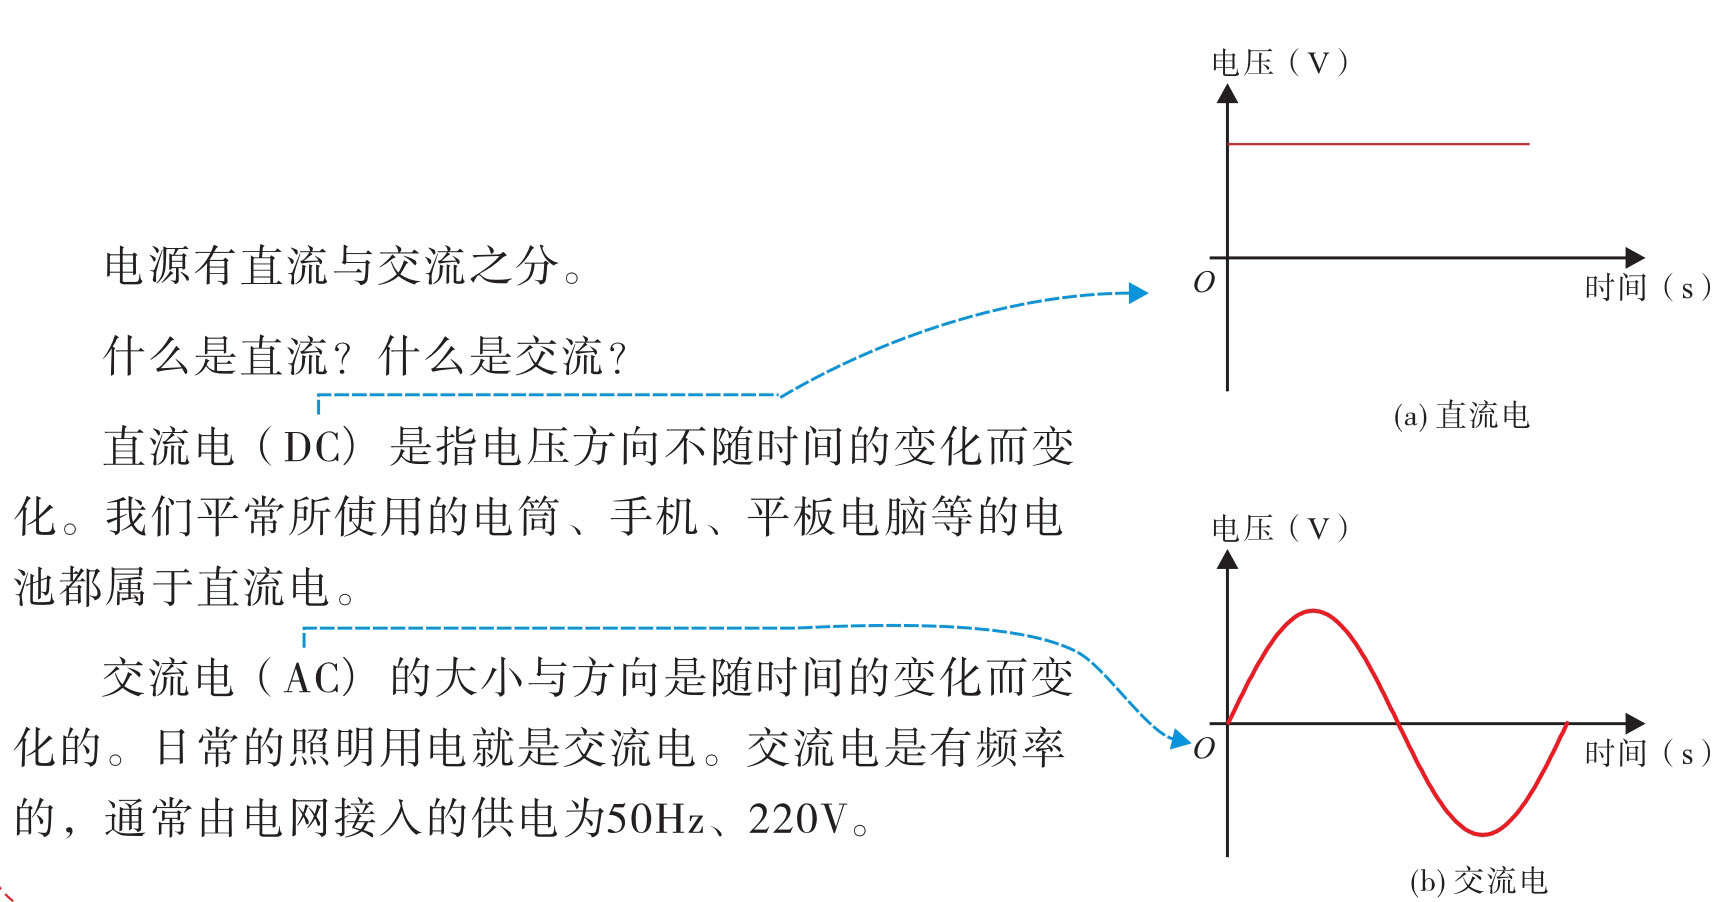 电源有直流与交流之分。
什么是直流？什么是交流？
直流电（DC）是指电压方向不随时间的变化而变
化。我们平常所使用的电筒、手机、平板电脑等的电
池都属于直流电。
交流电（AC）的大小与方向是随时间的变化而变
化的。日常的照明用电就是交流电。交流电是有频率
的，通常由电网接入的供电为50Hz、220V。
电压（V）
O
时间（s）
(a) 直流电
电压（V）
O
时间（s）
(b) 交流电